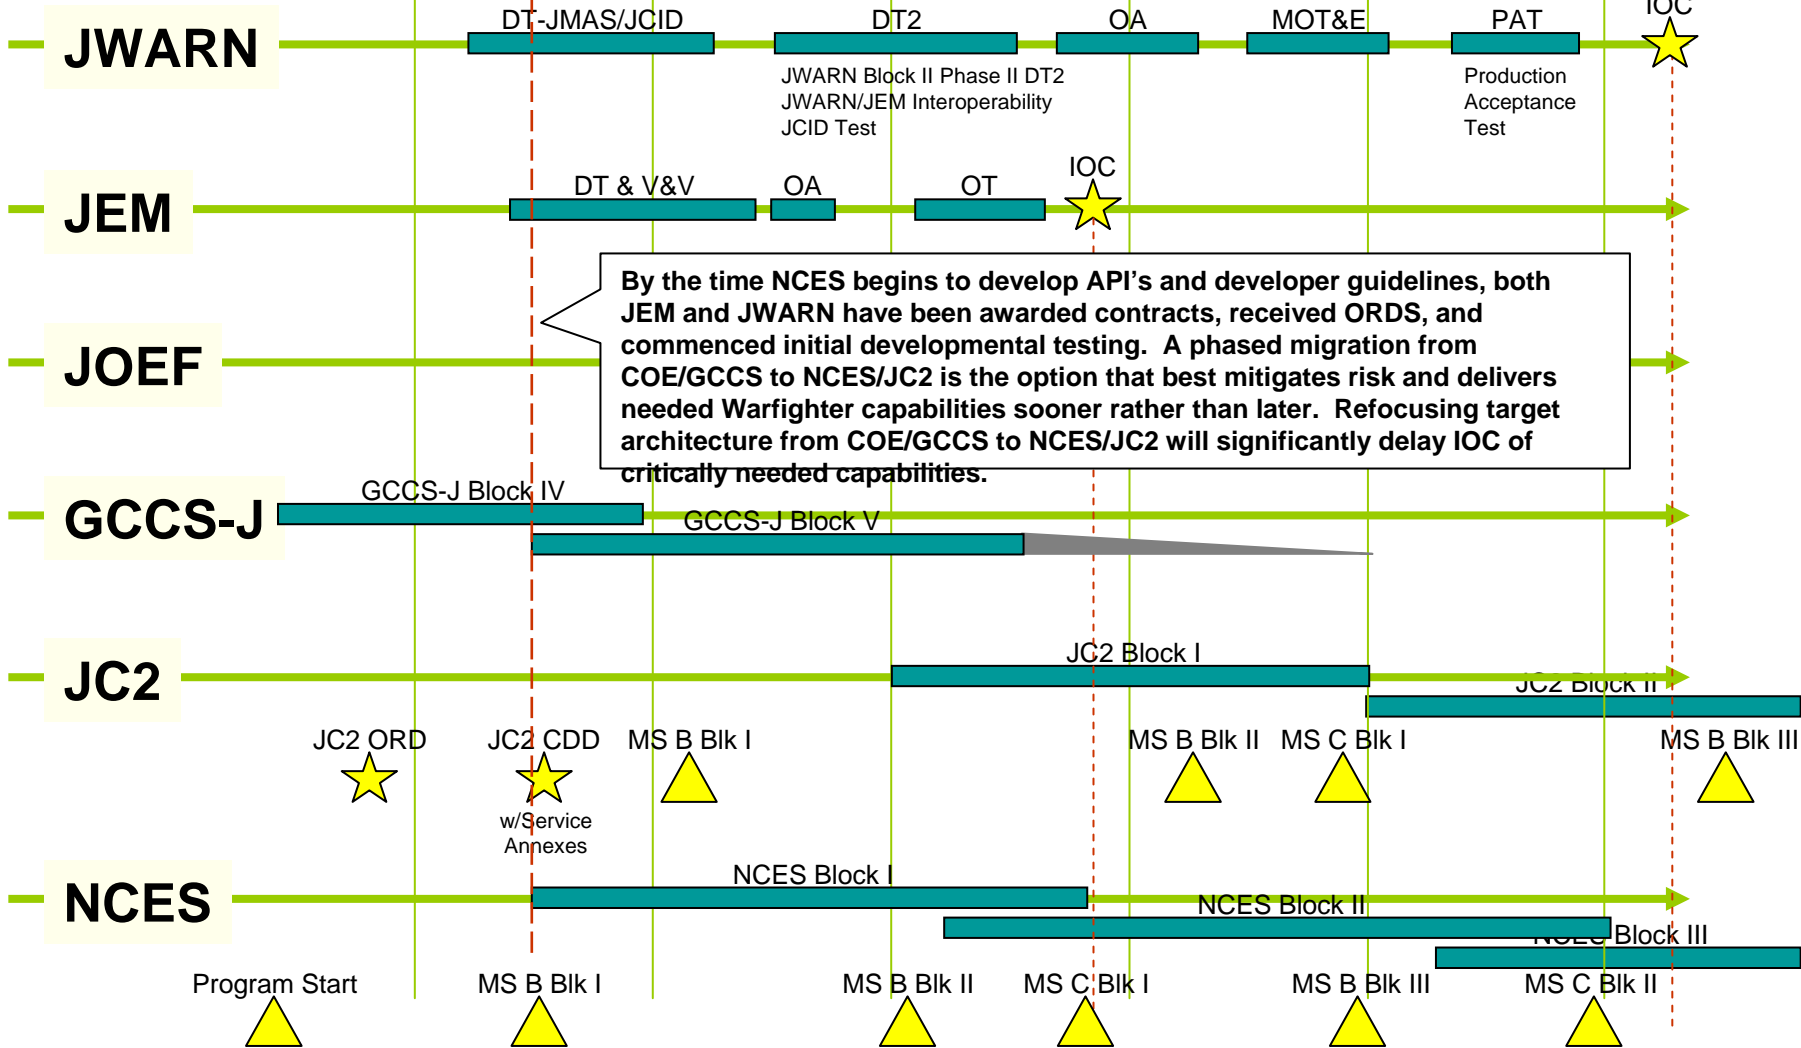 IOC
DT-JMAS/JCID DT2 OA MOT&E PAT
JWARN
JWARN Block II Phase II DT2
JWARN/JEM Interoperability
JCID Test
Production
Acceptance
Test
IOC
DT & V&V OA OT
JEM
By the time NCES begins to develop API’s and developer guidelines, both
JEM and JWARN have been awarded contracts, received ORDS, and
commenced initial developmental testing. A phased migration from
COE/GCCS to NCES/JC2 is the option that best mitigates risk and delivers
needed Warfighter capabilities sooner rather than later. Refocusing target
architecture from COE/GCCS to NCES/JC2 will significantly delay IOC of
critically needed capabilities.
JOEF
GCCS-J Block IV
GCCS-J
GCCS-J Block V
JC2 Block I
JC2
JC2 Block II
JC2 ORD JC2 CDD MS B Blk I MS B Blk II MS C Blk I MS B Blk III
w/Service
Annexes
NCES Block I
NCES
NCES Block II
NCES Block III
Program Start MS B Blk I MS B Blk II MS C Blk I MS B Blk III MS C Blk II